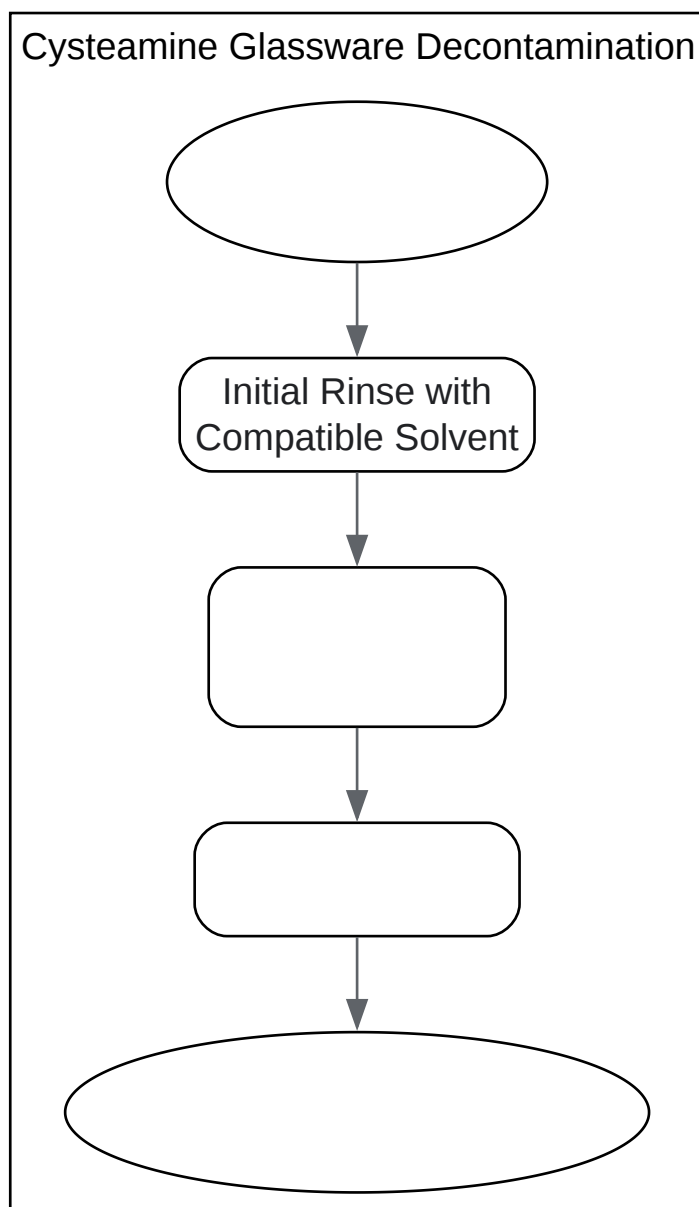 Cysteamine Glassware Decontamination
Initial Rinse with
Compatible Solvent